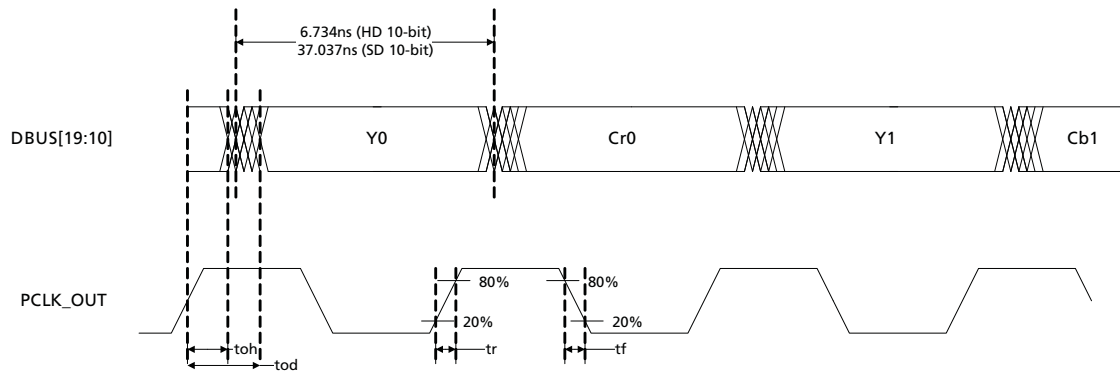 6.734ns (HD 10-bit)
37.037ns (SD 10-bit)
DBUS[19:10]
Y0
Cr0
Y1
Cb1
PCLK_OUT
80%
80%
20%
20%
toh
tr
tf
tod